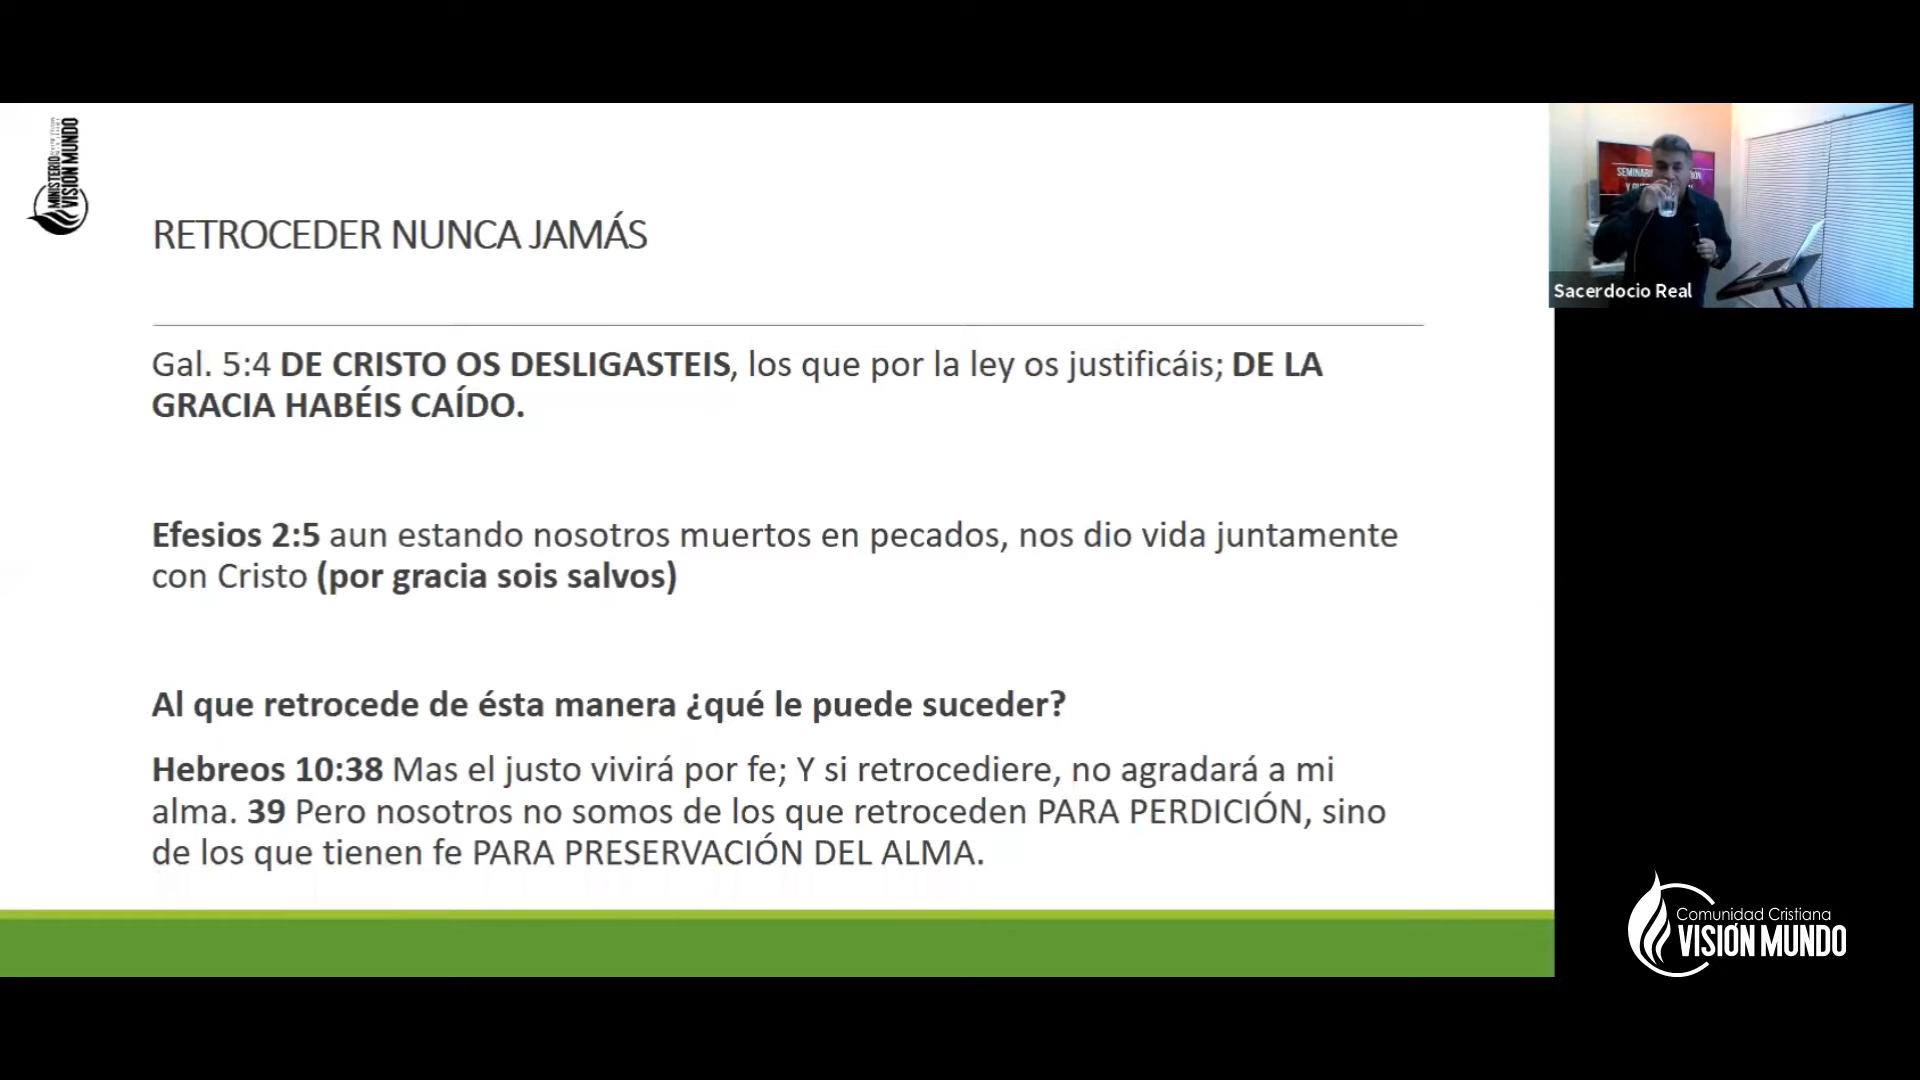 MINISTERIO
VISIÓN MUNDO
RETROCEDER NUNCA JAMÁS
Gal. 5:4 DE CRISTO OS DESLIGASTEIS, los que por la ley os justificáis; DE LA
GRACIA HABÉIS CAÍDO.
Efesios 2:5 aun estando nosotros muertos en pecados, nos dio vida juntamente
con Cristo (por gracia sois salvos)
Al que retrocede de ésta manera ¿qué le puede suceder?
Hebreos 10:38 Mas el justo vivirá por fe; Y si retrocediere, no agradará a mi
alma. 39 Pero nosotros no somos de los que retroceden PARA PERDICIÓN, sino
de los que tienen fe PARA PRESERVACIÓN DEL ALMA.
Sacerdocio Real
Comunidad Cristiana
VISIÓN MUNDO